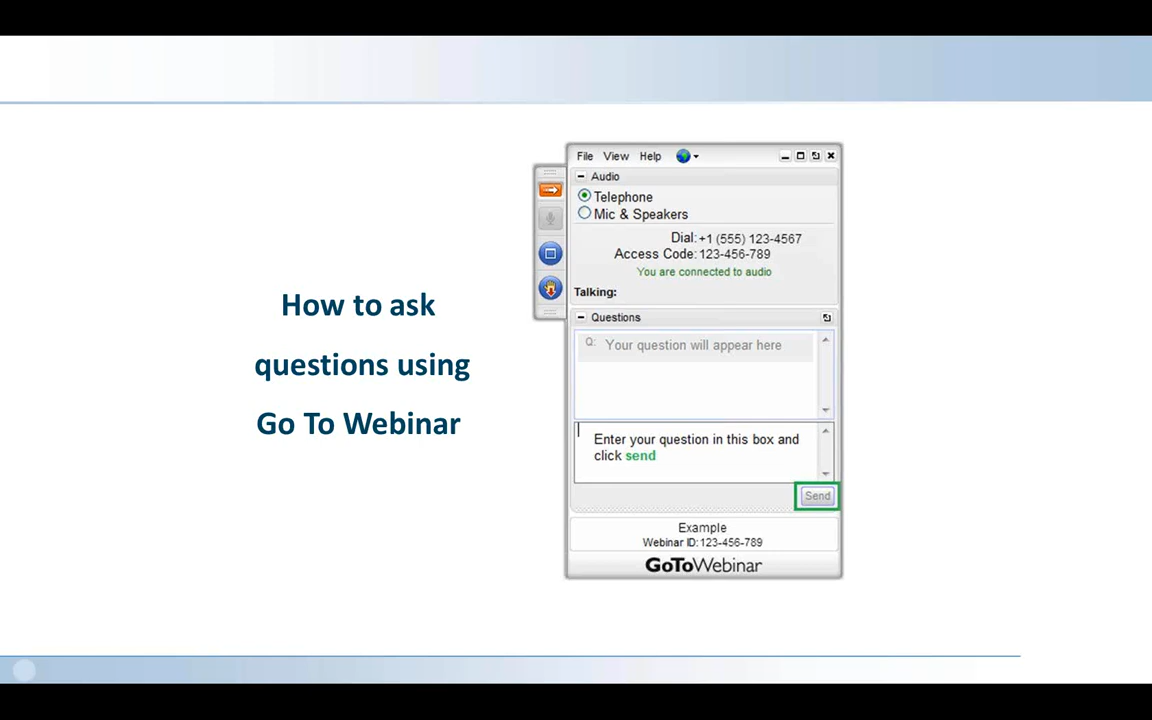 How to ask
questions using
Go To Webinar
File View Help
Audio
Telephone
Mic & Speakers
Dial: +1 (555) 123-4567
Access Code: 123-456-789
You are connected to audio
Talking:
Questions
Q: Your question will appear here
Enter your question in this box and
click send
Send
Example
Webinar ID: 123-456-789
GoToWebinar